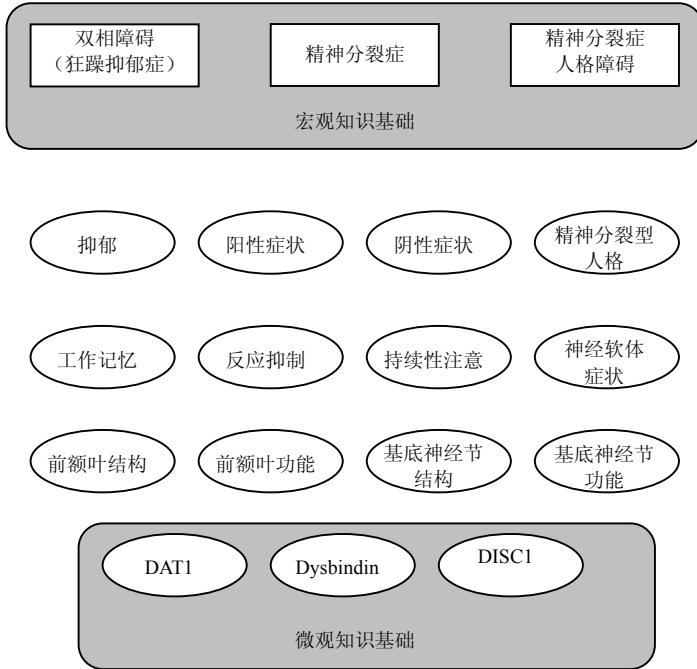 双相障碍
（狂躁抑郁症）
精神分裂症
精神分裂症
人格障碍
宏观知识基础
抑郁
阳性症状
阴性症状
精神分裂型
人格
工作记忆
反应抑制
持续性注意
神经软体
症状
前额叶结构
前额叶功能
基底神经节
结构
基底神经节
功能
DAT1
Dysbindin
DISC1
微观知识基础